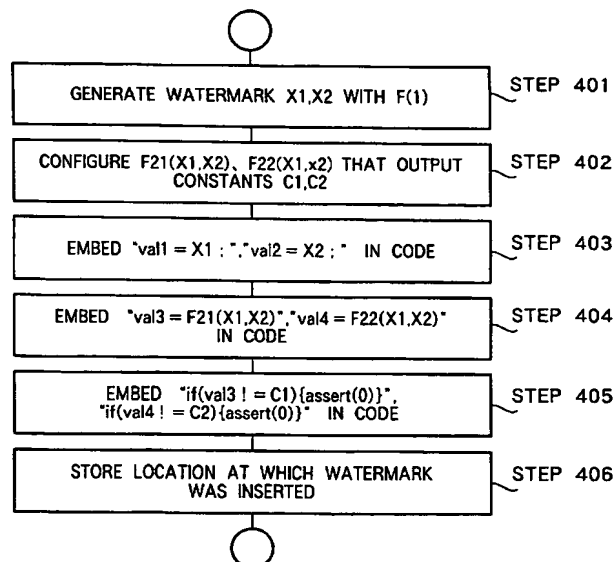 GENERATE WATERMARK X1,X2 WITH F(1)
STEP 401
CONFIGURE F21(X1,X2)、F22(X1,x2) THAT OUTPUT
CONSTANTS C1,C2
STEP 402
EMBED "val1 = X1 ; ","val2 = X2 ; " IN CODE
STEP 403
EMBED "val3 = F21(X1,X2)","val4 = F22(X1,X2)"
IN CODE
STEP 404
EMBED "if(val3 ! = C1){assert(0)}",
"if(val4 ! = C2){assert(0)}" IN CODE
STEP 405
STORE LOCATION AT WHICH WATERMARK
WAS INSERTED
STEP 406